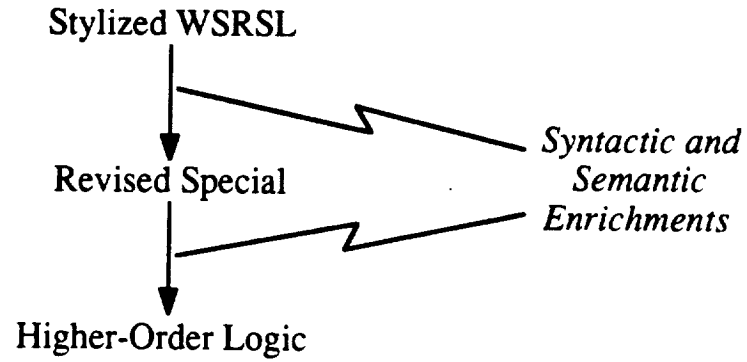 Stylized WSRSL
Syntactic and
Revised Special
Semantic
Enrichments
Higher-Order Logic